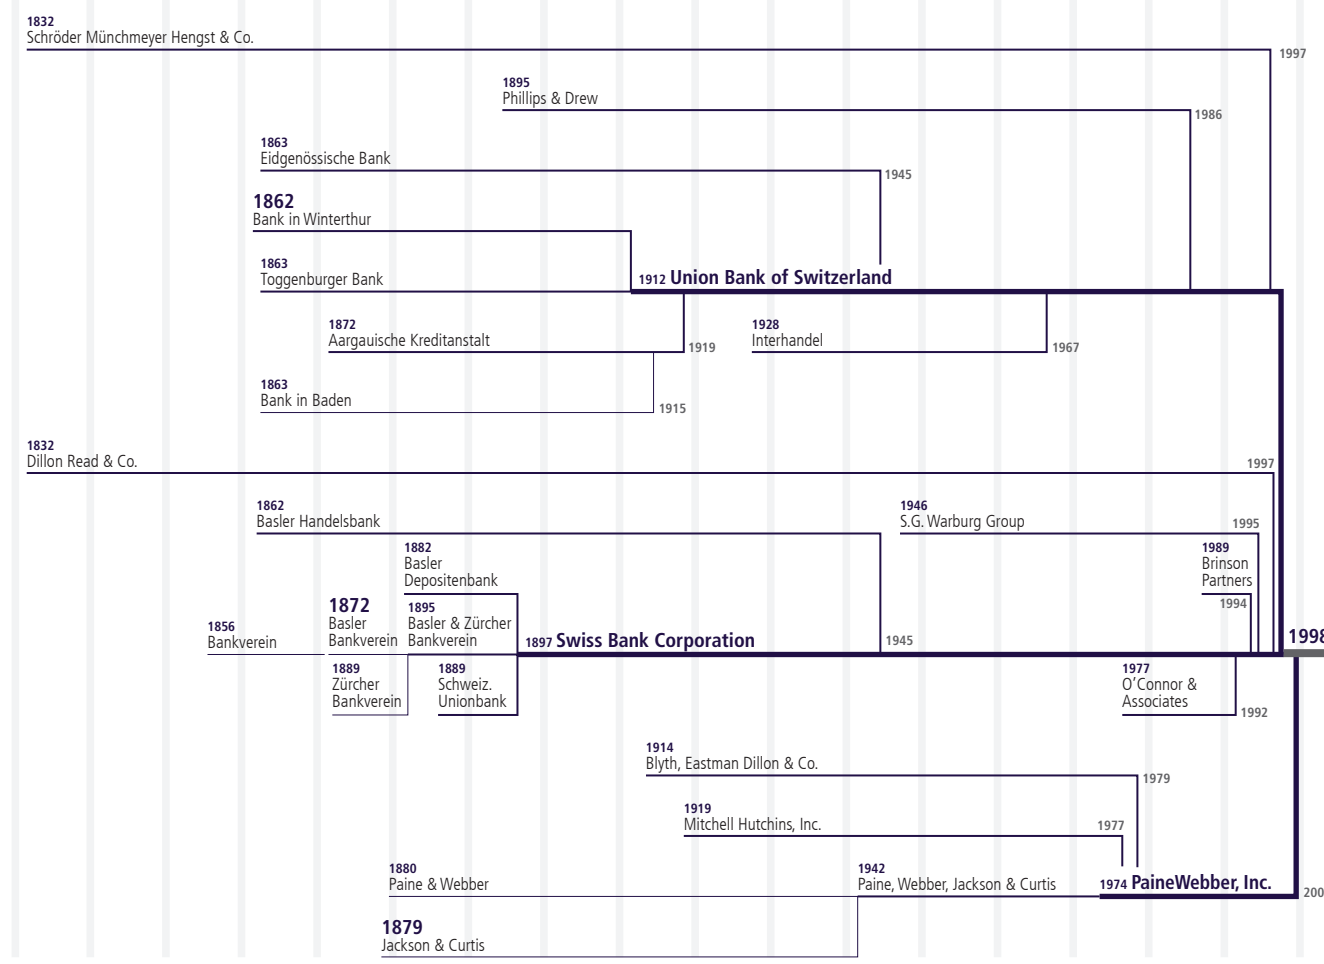 1832
Schröder Münchmeyer Hengst & Co.
1997
1895
Phillips & Drew
1986
1863
Eidgenössische Bank
1945
1862
Bank in Winterthur
1863
Toggenburger Bank
1912 Union Bank of Switzerland
1872
Aargauische Kreditanstalt
1919
1928
Interhandel
1967
1863
Bank in Baden
1915
1832
Dillon Read & Co.
1997
1862
Basler Handelsbank
1946
S.G. Warburg Group
1995
1882
Basler
Depositenbank
1989
Brinson
Partners
1994
1856
Bankverein
1872
Basler
Bankverein
1895
Basler & Zürcher
Bankverein
1897 Swiss Bank Corporation
1945
1998
1889
Zürcher
Bankverein
1889
Schweiz.
Unionbank
1977
O’Connor &
Associates
1992
1914
Blyth, Eastman Dillon & Co.
1979
1919
Mitchell Hutchins, Inc.
1977
1880
Paine & Webber
1942
Paine, Webber, Jackson & Curtis
1974 PaineWebber, Inc.
200
1879
Jackson & Curtis